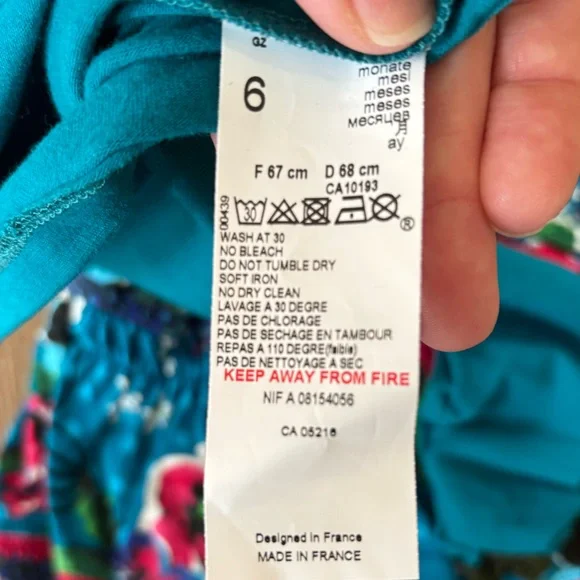 GZ
6
monate
mesi
meses
meses
месяцев
月
ay
F 67 cm D 68 cm
CA10193
00439
30
®
WASH AT 30
NO BLEACH
DO NOT TUMBLE DRY
SOFT IRON
NO DRY CLEAN
LAVAGE A 30 DEGRE
PAS DE CHLORAGE
PAS DE SECHAGE EN TAMBOUR
REPAS A 110 DEGRE(faible)
PAS DE NETTOYAGE A SEC
KEEP AWAY FROM FIRE
NIF A 08154056
CA 05216
Designed in France
MADE IN FRANCE